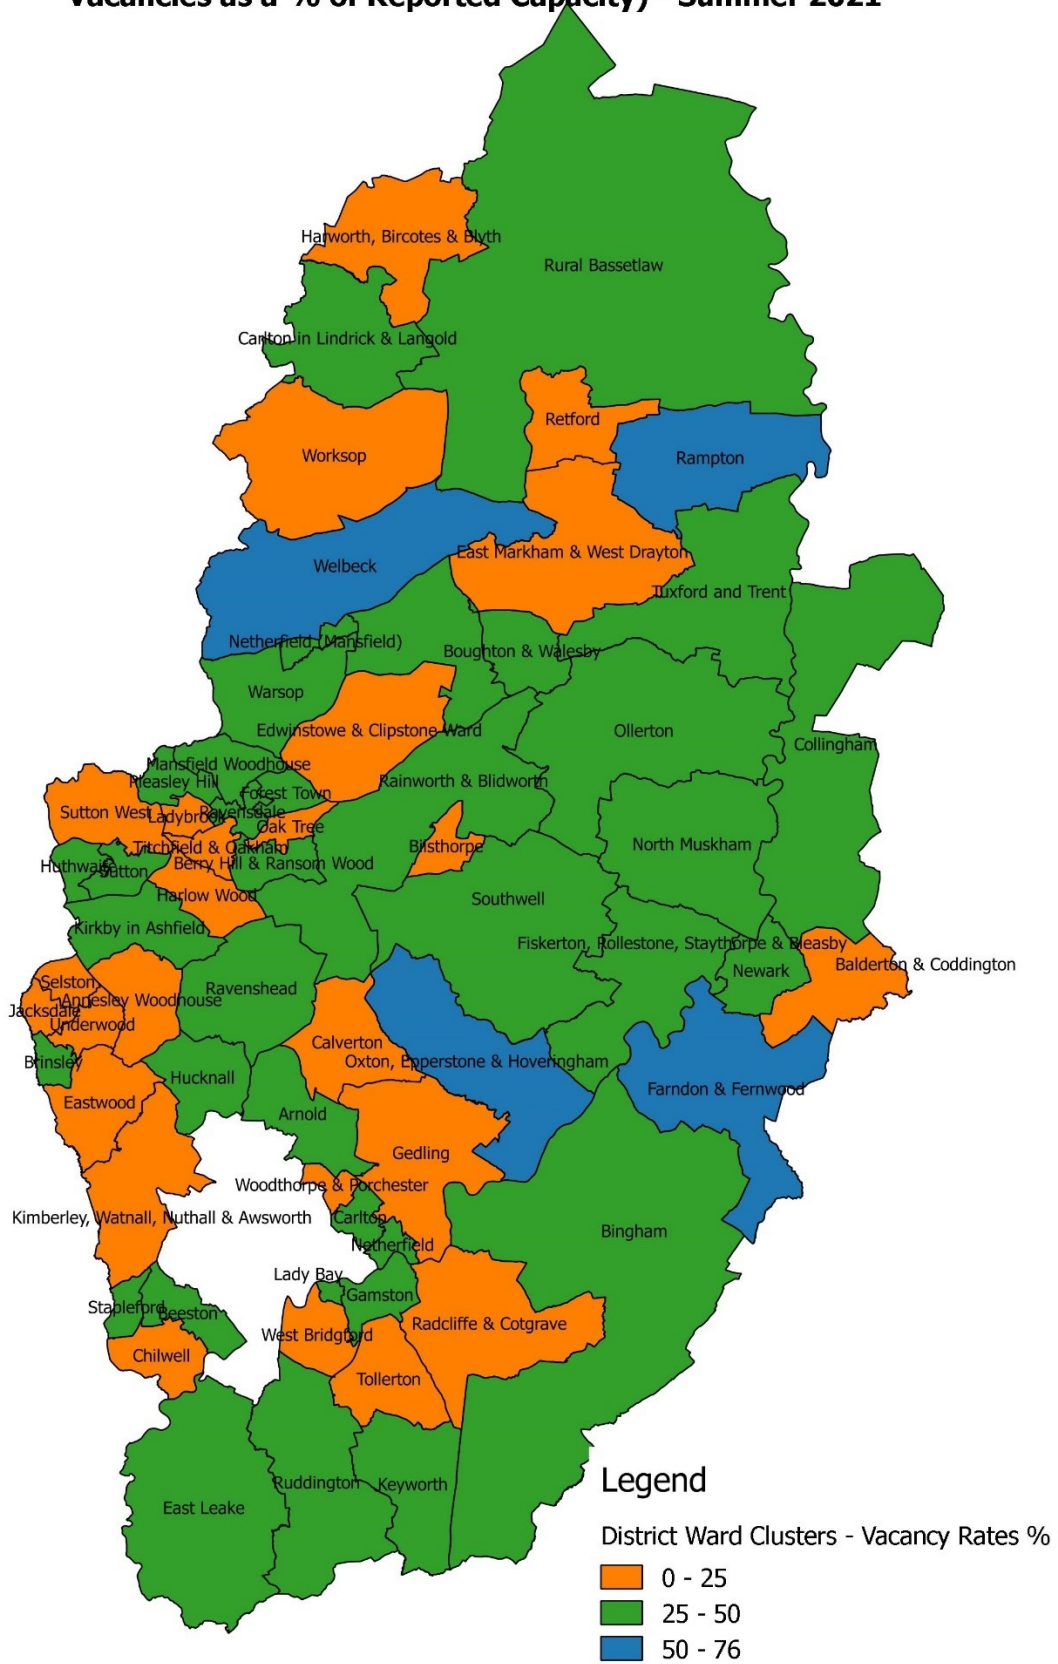 Vacancies as a % of Reported Capacity) - Summer 2021
Harworth, Bircotes & Blyth
Rural Bassetlaw
Carlton in Lindrick & Langold
Retford
Worksop
Rampton
East Markham & West Drayton
Welbeck
Tuxford and Trent
Netherfield (Mansfield)
Boughton & Walesby
Warsop
Edwinstowe & Clipstone Ward
Ollerton
Collingham
Mansfield Woodhouse
Pleasley Hill
Rainworth & Blidworth
Forest Town
Sutton West
Ladybrook
Ravensdale
Oak Tree
Titchfield & Oakham
Bilsthorpe
North Muskham
Berry Hill & Ransom Wood
Huthwaite
Sutton
Harlow Wood
Southwell
Kirkby in Ashfield
Fiskerton, Rollestone, Staythorpe & Bleasby
Balderton & Coddington
Newark
Selston
Ravenshead
Annesley Woodhouse
Jacksdale
Underwood
Calverton
Brinsley
Oxton, Epperstone & Hoveringham
Hucknall
Farndon & Fernwood
Eastwood
Arnold
Gedling
Woodthorpe & Porchester
Kimberley, Watnall, Nuthall & Awsworth
Carlton
Bingham
Netherfield
Lady Bay
Gamston
Stapleford
Beeston
Radcliffe & Cotgrave
West Bridgford
Chilwell
Tollerton
Ruddington
Keyworth
East Leake
Legend
District Ward Clusters - Vacancy Rates %
0 - 25
25 - 50
50 - 76